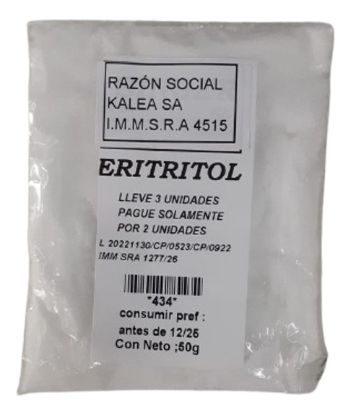 RAZÓN SOCIAL
KALEA SA
I.M.M.S.R.A 4515
ERITRITOL
LLEVE 3 UNIDADES
PAGUE SOLAMENTE
POR 2 UNIDADES
L 20221130/CP/0523/CP/0922
IMM SRA 1277/26
*434*
consumir pref :
antes de 12/25
Con Neto ;50g